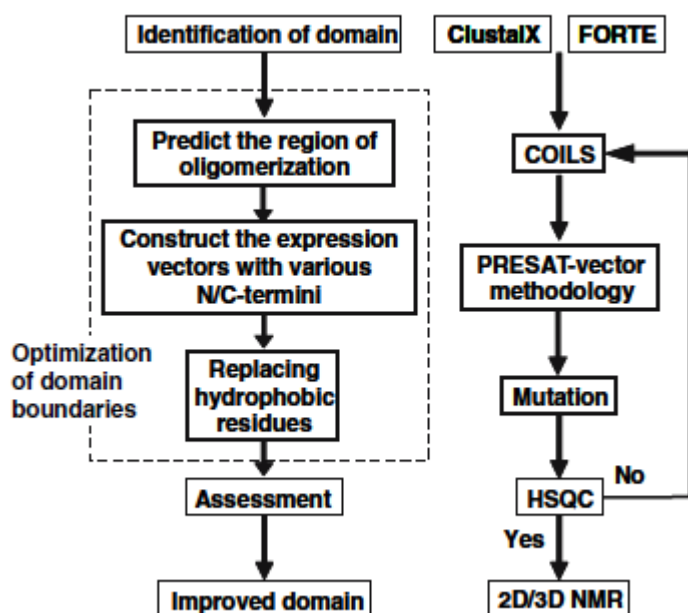 Identification of domain
ClustalX
FORTE
Predict the region of
oligomerization
COILS
Construct the expression
vectors with various
N/C-termini
PRESAT-vector
methodology
Optimization
of domain
boundaries
Replacing
hydrophobic
residues
Mutation
Assessment
HSQC
No
Yes
Improved domain
2D/3D NMR